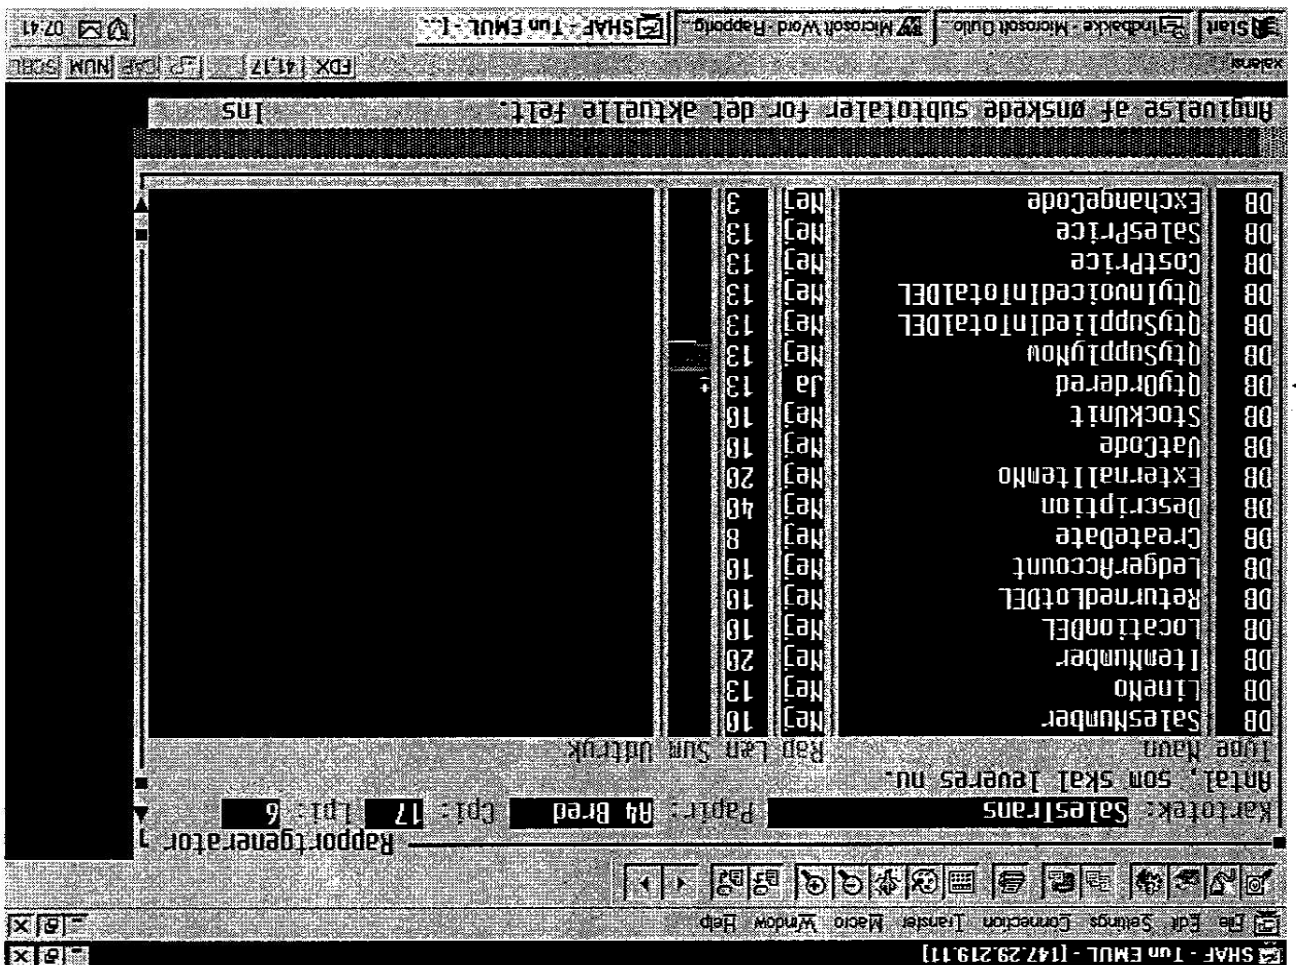 SHAF - Tun EMUL - [147.29.219.11]
File Edit Settings Connection Transfer Macro Window Help
Rapportgenerator
Kartotek: SalesTrans Papir: A4 Bred Cpi: 17 Lpi: 6
Antal, som skal leveres nu.
Type Navn Rap Len Sum Udtryk
DB SalesNumber Nej 10
DB LineNo Nej 13
DB ItemNumber Nej 20
DB LocationDEL Nej 10
DB ReturnedLotDEL Nej 10
DB LedgerAccount Nej 10
DB CreateDate Nej 8
DB Description Nej 40
DB ExternalItemNo Nej 20
DB VatCode Nej 10
DB StockUnit Nej 10
DB QtyOrdered Ja 13 +
DB QtySupplyNow Nej 13
DB QtySuppliedInTotalDEL Nej 13
DB QtyInvoicedInTotalDEL Nej 13
DB CostPrice Nej 13
DB SalesPrice Nej 13
DB ExchangeCode Nej 3
Angivelse af ønskede subtotaler for det aktuelle felt. Ins
xalansi FDX 41,17 CAP NUM SCRL
Start Indbakke - Microsoft Outlo... Microsoft Word - Rapportg... SHAF - Tun EMUL - [... 07:41